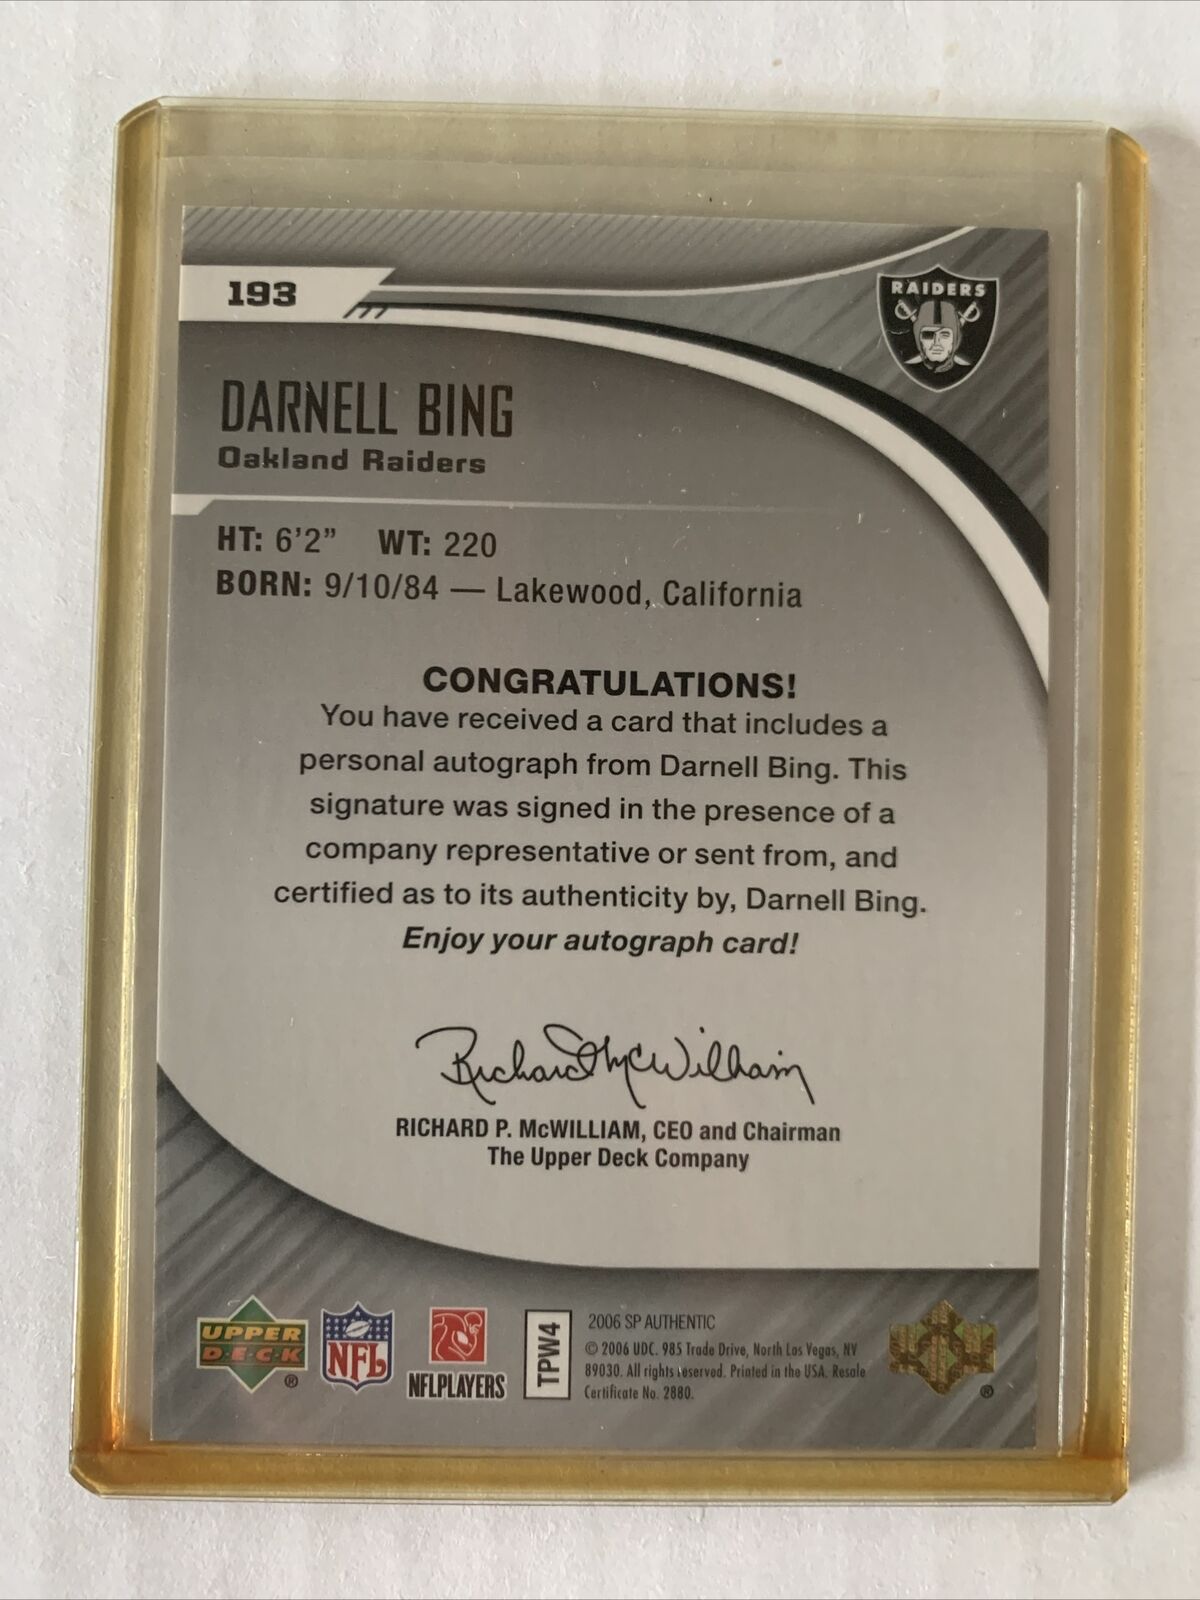 193
RAIDERS
DARNELL BING
Oakland Raiders
HT: 6'2" WT: 220
BORN: 9/10/84 — Lakewood, California
CONGRATULATIONS!
You have received a card that includes a
personal autograph from Darnell Bing. This
signature was signed in the presence of a
company representative or sent from, and
certified as to its authenticity by, Darnell Bing.
Enjoy your autograph card!
Richard McWilliam
RICHARD P. McWILLIAM, CEO and Chairman
The Upper Deck Company
UPPER
DECK
®
NFL
NFLPLAYERS
TPW4
2006 SP AUTHENTIC
© 2006 UDC. 985 Trade Drive, North Las Vegas, NV
89030. All rights reserved. Printed in the USA. Resale
Certificate No. 2880.
®